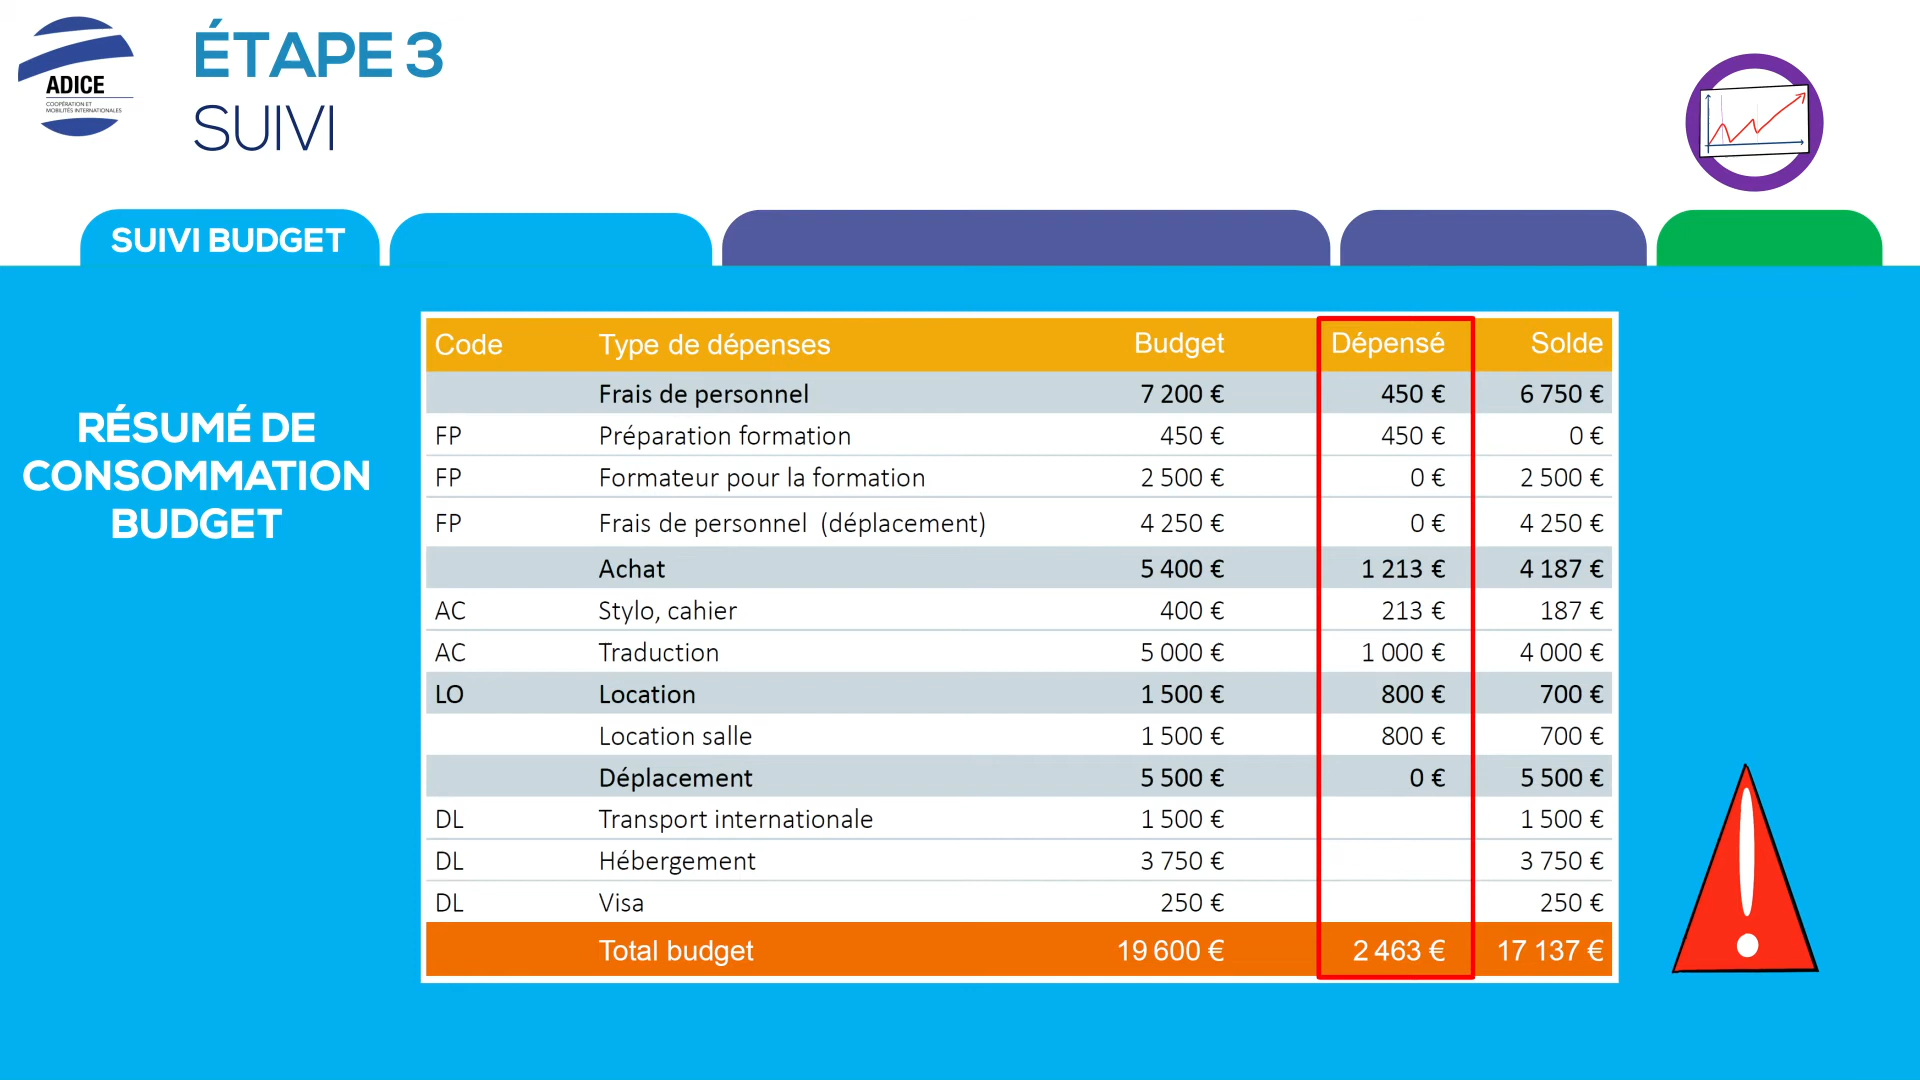 ADICE
COOPÉRATION ET
MOBILITÉS INTERNATIONALES
ÉTAPE 3
SUIVI
SUIVI BUDGET
RÉSUMÉ DE
CONSOMMATION
BUDGET
Code Type de dépenses Budget Dépensé Solde
Frais de personnel 7 200 € 450 € 6 750 €
FP Préparation formation 450 € 450 € 0 €
FP Formateur pour la formation 2 500 € 0 € 2 500 €
FP Frais de personnel (déplacement) 4 250 € 0 € 4 250 €
Achat 5 400 € 1 213 € 4 187 €
AC Stylo, cahier 400 € 213 € 187 €
AC Traduction 5 000 € 1 000 € 4 000 €
LO Location 1 500 € 800 € 700 €
Location salle 1 500 € 800 € 700 €
Déplacement 5 500 € 0 € 5 500 €
DL Transport internationale 1 500 € 1 500 €
DL Hébergement 3 750 € 3 750 €
DL Visa 250 € 250 €
Total budget 19 600 € 2 463 € 17 137 €